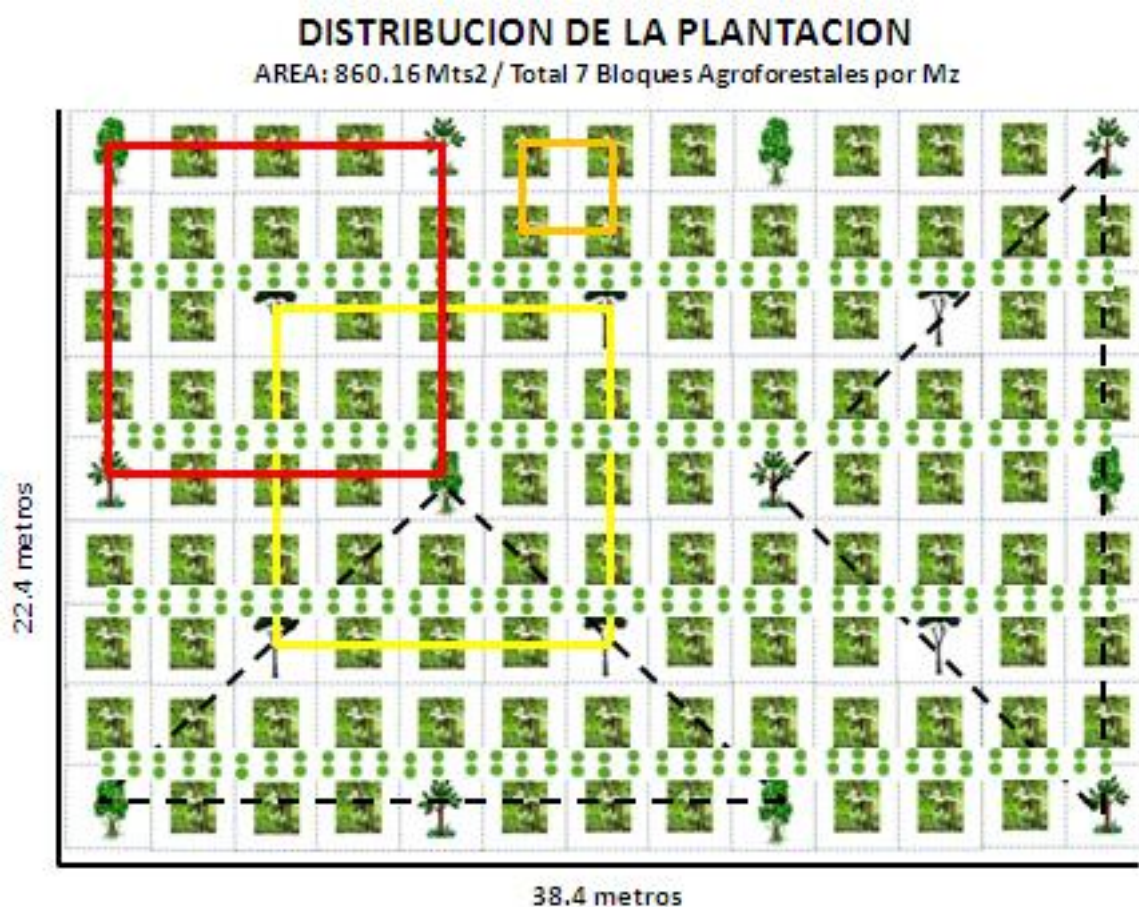 DISTRIBUCION DE LA PLANTACION
AREA: 860.16 Mts2 / Total 7 Bloques Agroforestales por Mz
22.4 metros
38.4 metros